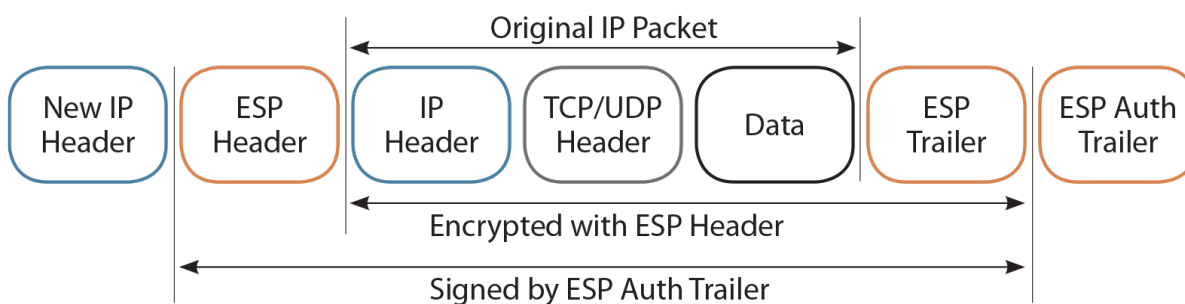 Original IP Packet
New IP
Header
ESP
Header
IP
Header
TCP/UDP
Header
Data
ESP
Trailer
ESP Auth
Trailer
Encrypted with ESP Header
Signed by ESP Auth Trailer